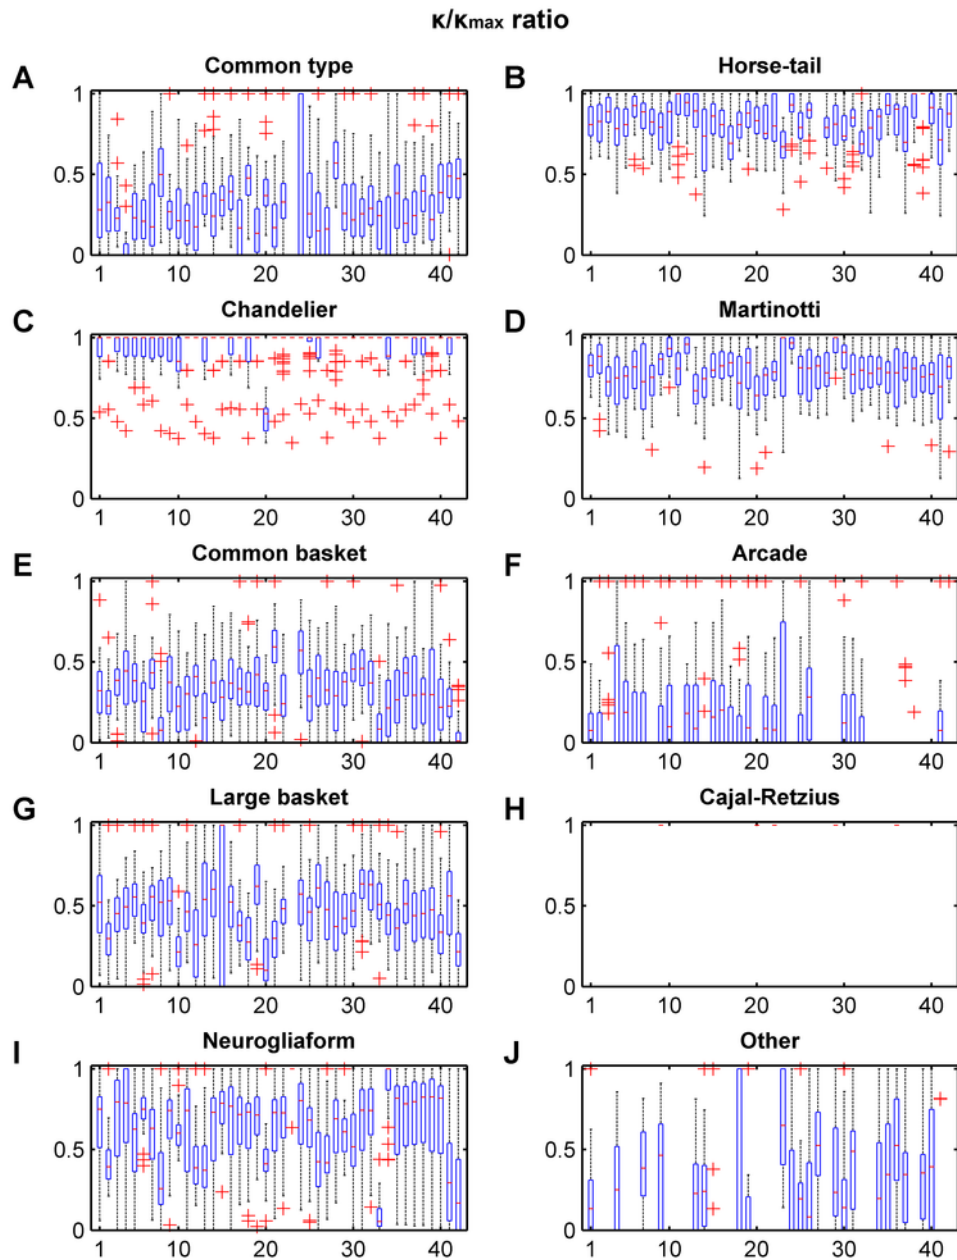 κ/κmax ratio
A Common type B Horse-tail
1 1
0.5 0.5
0 0
1 10 20 30 40 1 10 20 30 40
C Chandelier D Martinotti
1 1
0.5 0.5
0 0
1 10 20 30 40 1 10 20 30 40
E Common basket F Arcade
1 1
0.5 0.5
0 0
1 10 20 30 40 1 10 20 30 40
G Large basket H Cajal-Retzius
1 1
0.5 0.5
0 0
1 10 20 30 40 1 10 20 30 40
I Neurogliaform J Other
1 1
0.5 0.5
0 0
1 10 20 30 40 1 10 20 30 40